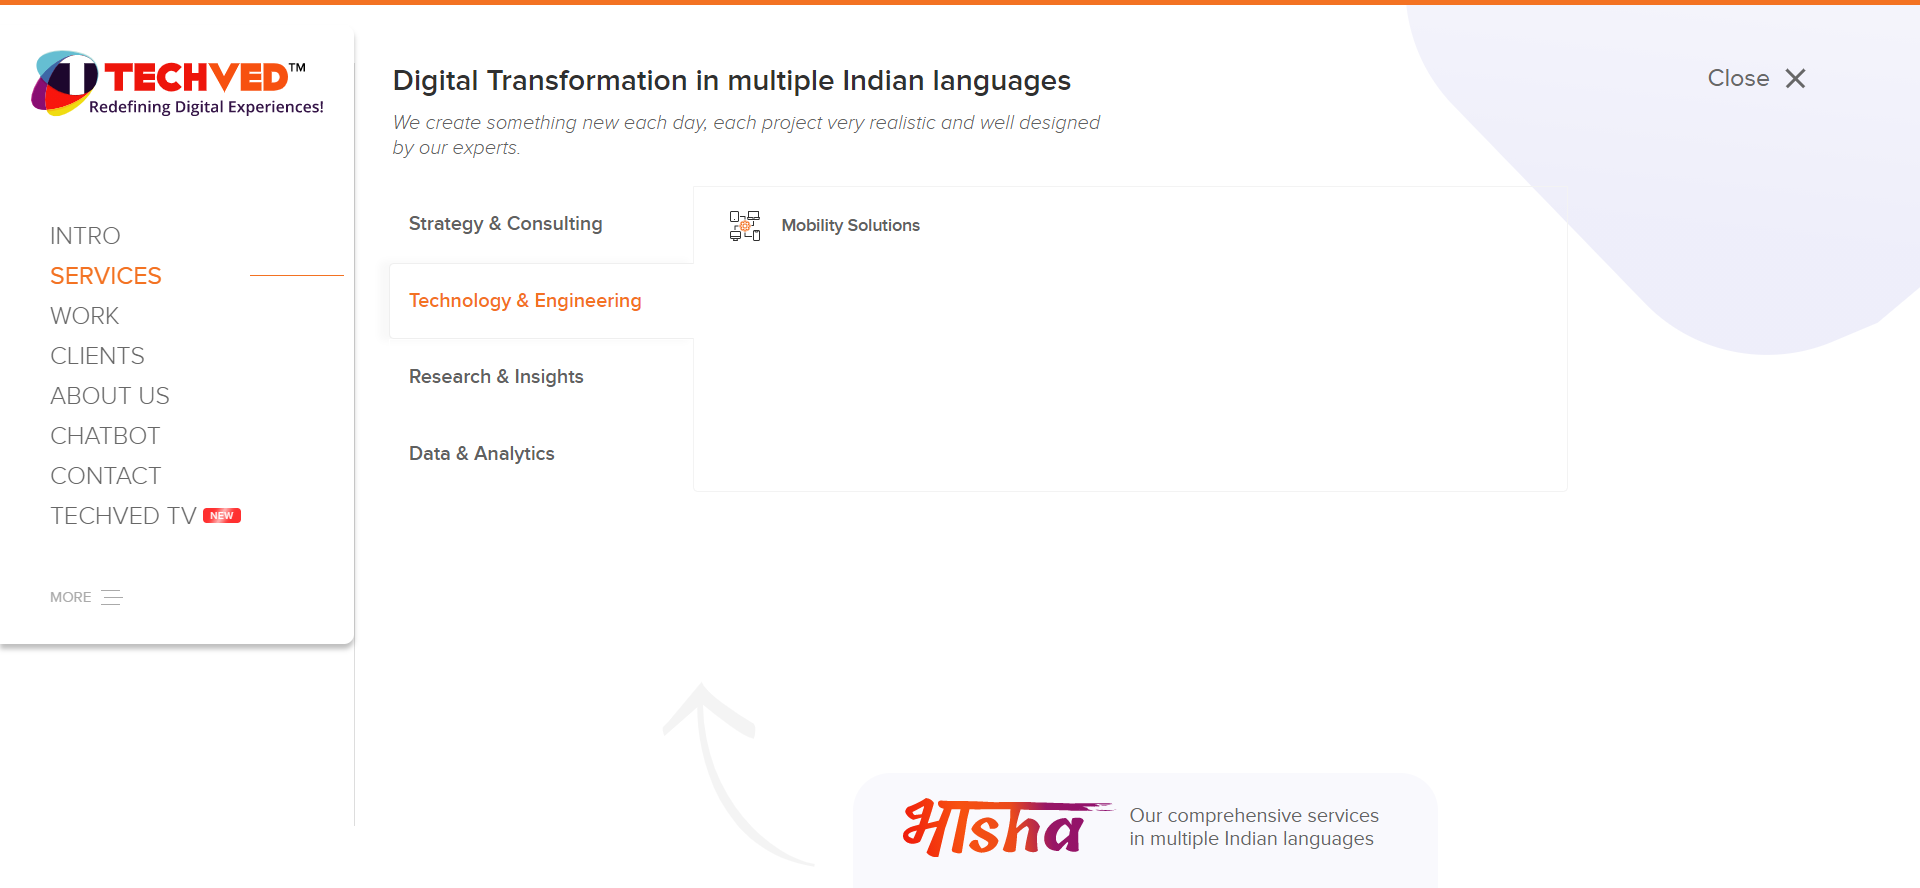 TECHVED™
Redefining Digital Experiences!
INTRO
SERVICES
WORK
CLIENTS
ABOUT US
CHATBOT
CONTACT
TECHVED TV NEW
MORE
Digital Transformation in multiple Indian languages
We create something new each day, each project very realistic and well designed
by our experts.
Close
Strategy & Consulting
Technology & Engineering
Research & Insights
Data & Analytics
Mobility Solutions
भाsha
Our comprehensive services
in multiple Indian languages